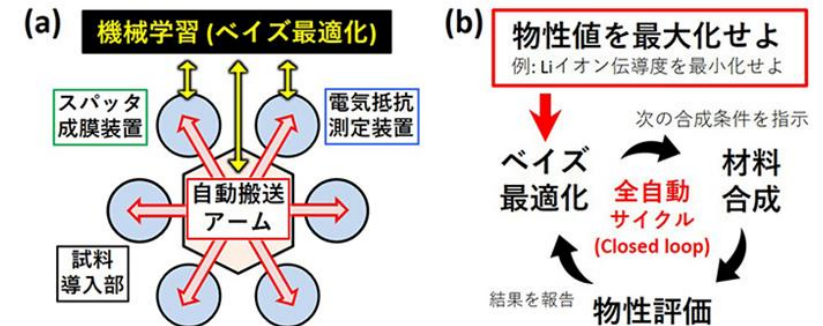 (a)
機械学習 (ベイズ最適化)
スパッタ
成膜装置
電気抵抗
測定装置
自動搬送
アーム
試料
導入部
(b)
物性値を最大化せよ
例: Liイオン伝導度を最小化せよ
次の合成条件を指示
ベイズ
最適化
材料
合成
全自動
サイクル
(Closed loop)
結果を報告
物性評価